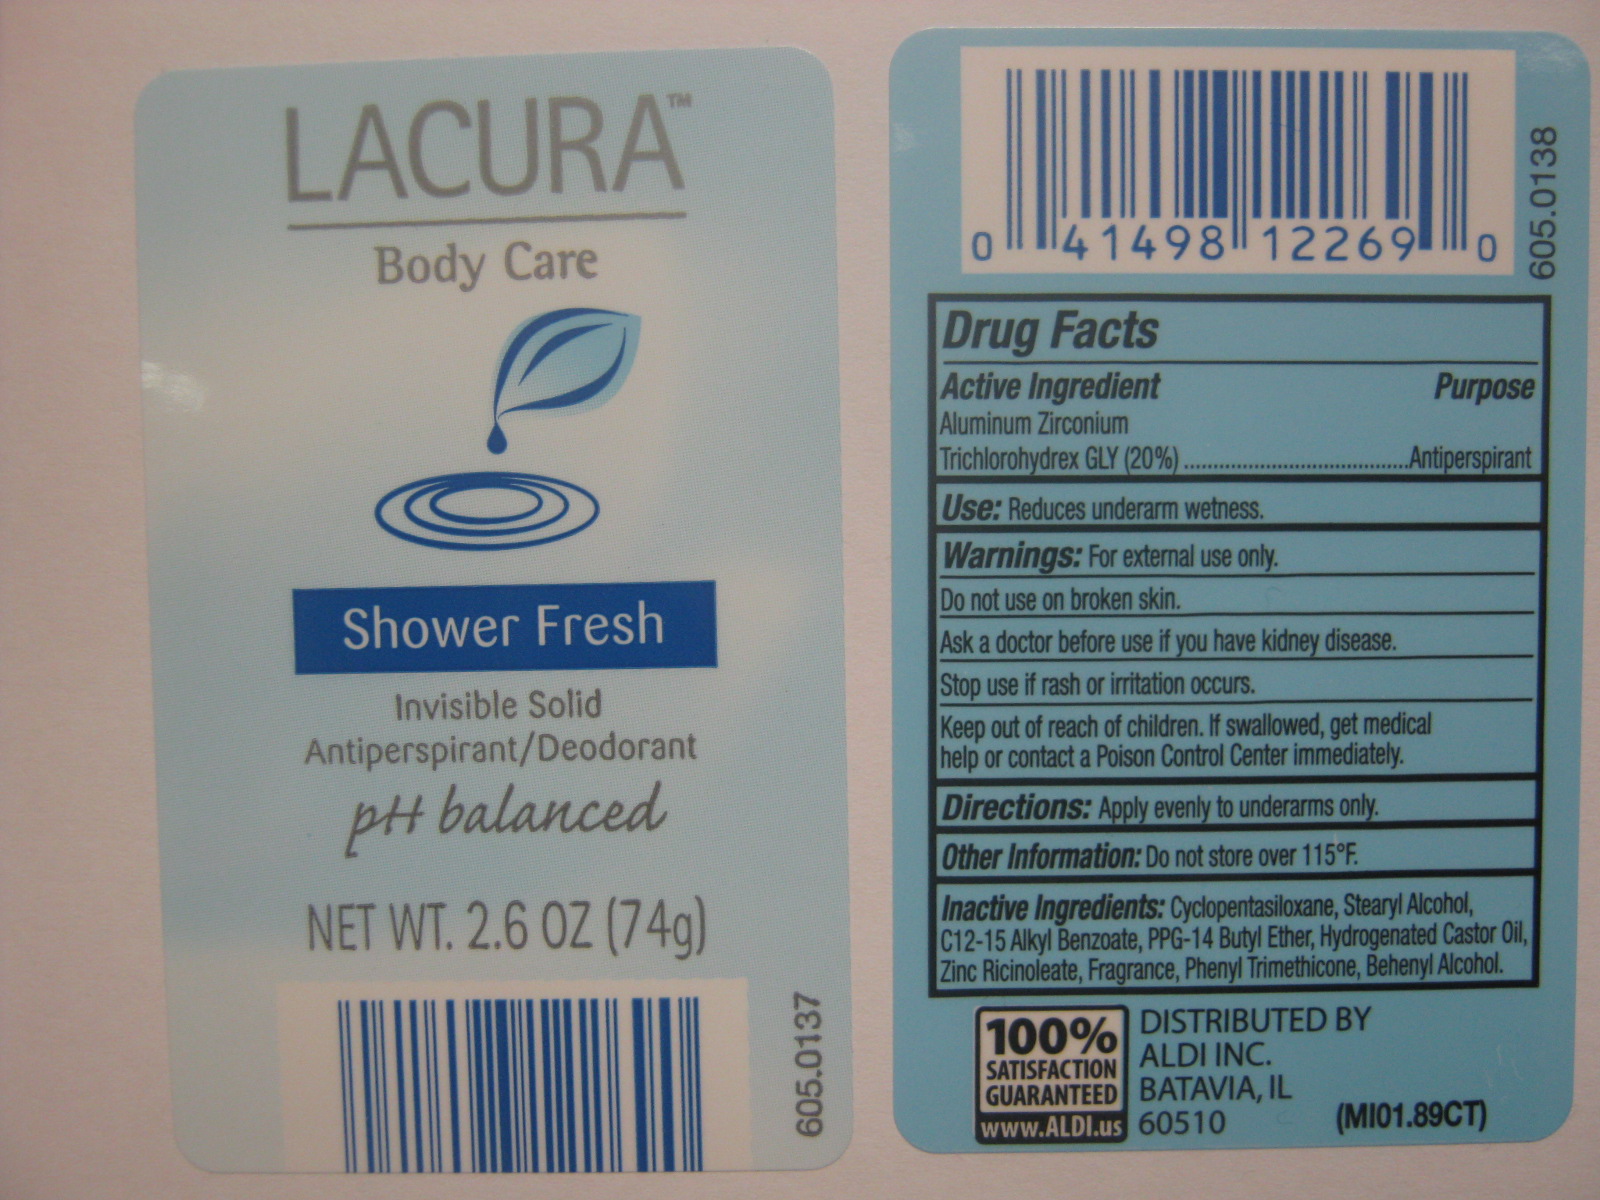 LACURA™
Body Care
Shower Fresh
Invisible Solid
Antiperspirant/Deodorant
pH balanced
NET WT. 2.6 OZ (74g)
605.0137
0 41498 12269 0
605.0138
Drug Facts
Active Ingredient Purpose
Aluminum Zirconium
Trichlorohydrex GLY (20%) ........................................Antiperspirant
Use: Reduces underarm wetness.
Warnings: For external use only.
Do not use on broken skin.
Ask a doctor before use if you have kidney disease.
Stop use if rash or irritation occurs.
Keep out of reach of children. If swallowed, get medical
help or contact a Poison Control Center immediately.
Directions: Apply evenly to underarms only.
Other Information: Do not store over 115°F.
Inactive Ingredients: Cyclopentasiloxane, Stearyl Alcohol,
C12-15 Alkyl Benzoate, PPG-14 Butyl Ether, Hydrogenated Castor Oil,
Zinc Ricinoleate, Fragrance, Phenyl Trimethicone, Behenyl Alcohol.
100%
SATISFACTION
GUARANTEED
www.ALDI.us
DISTRIBUTED BY
ALDI INC.
BATAVIA, IL
60510
(MI01.89CT)